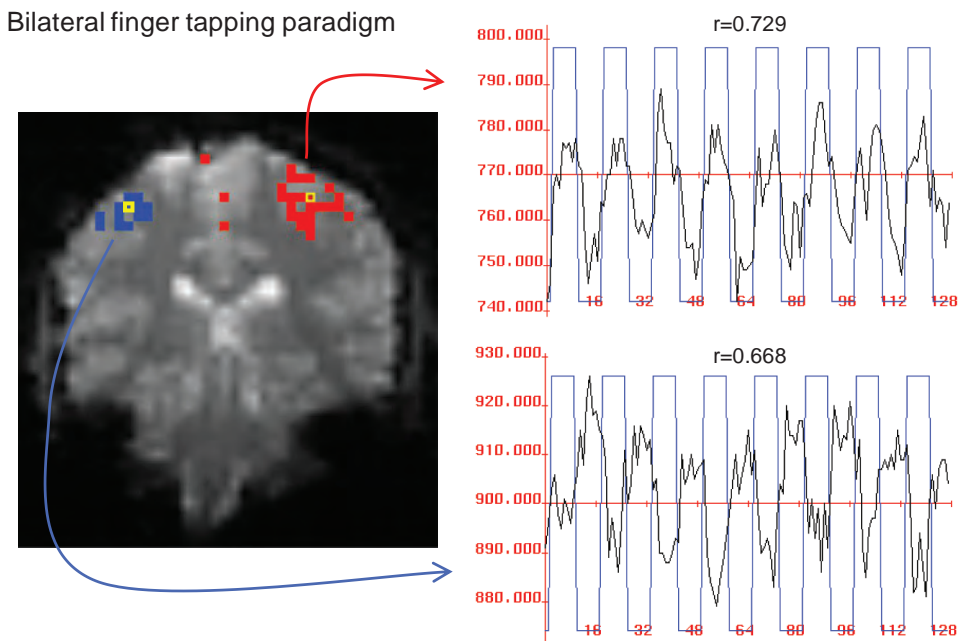 Bilateral finger tapping paradigm
r=0.729
800.000
790.000
780.000
770.000
760.000
750.000
740.000
16 32 48 64 80 96 112 128
r=0.668
930.000
920.000
910.000
900.000
890.000
880.000
16 32 48 64 80 96 112 128